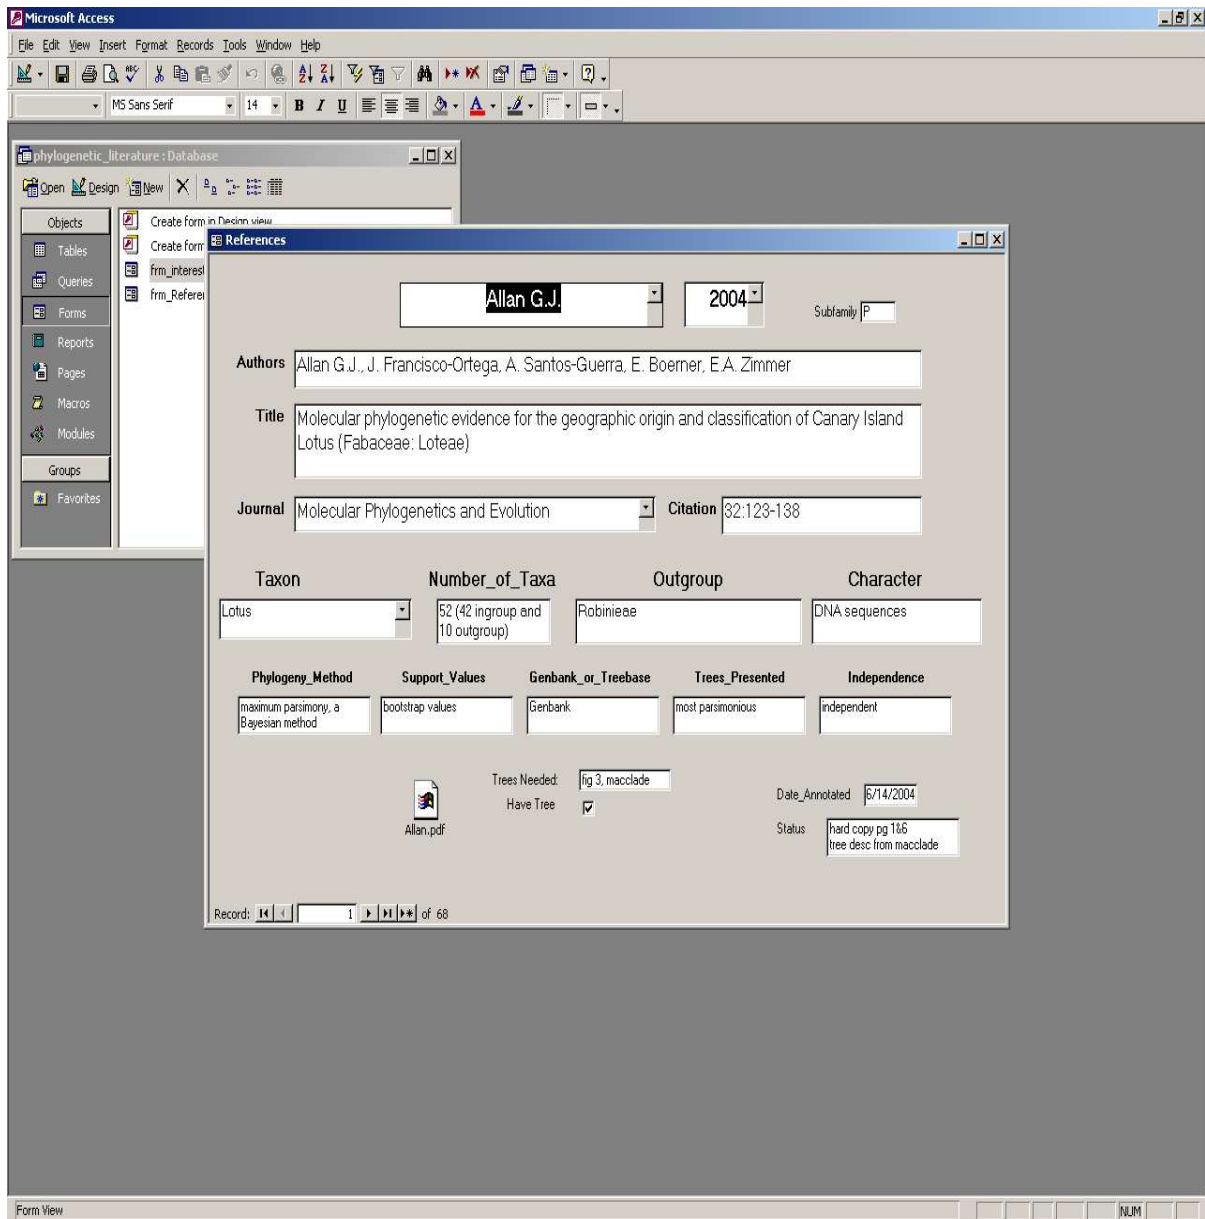 Microsoft Access
File Edit View Insert Format Records Tools Window Help
MS Sans Serif 14 B I U A
phylogenetic_literature : Database
Open Design New
Objects
Tables
Queries
Forms
Reports
Pages
Macros
Modules
Groups
Favorites
Create form in Design view
Create form
frm_interest
frm_Refere
References
Allan G.J. 2004 Subfamily P
Authors Allan G.J., J. Francisco-Ortega, A. Santos-Guerra, E. Boerner, E.A. Zimmer
Title Molecular phylogenetic evidence for the geographic origin and classification of Canary Island
Lotus (Fabaceae: Loteae)
Journal Molecular Phylogenetics and Evolution Citation 32:123-138
Taxon Number_of_Taxa Outgroup Character
Lotus 52 (42 ingroup and Robinieae DNA sequences
10 outgroup)
Phylogeny_Method Support_Values Genbank_or_Treebase Trees_Presented Independence
maximum parsimony, a bootstrap values Genbank most parsimonious independent
Bayesian method
Trees Needed: fig 3, macclade
Have Tree
Allan.pdf
Date_Annotated 6/14/2004
Status hard copy pg 1&6
tree desc from macclade
Record: 1 of 68
Form View NUM